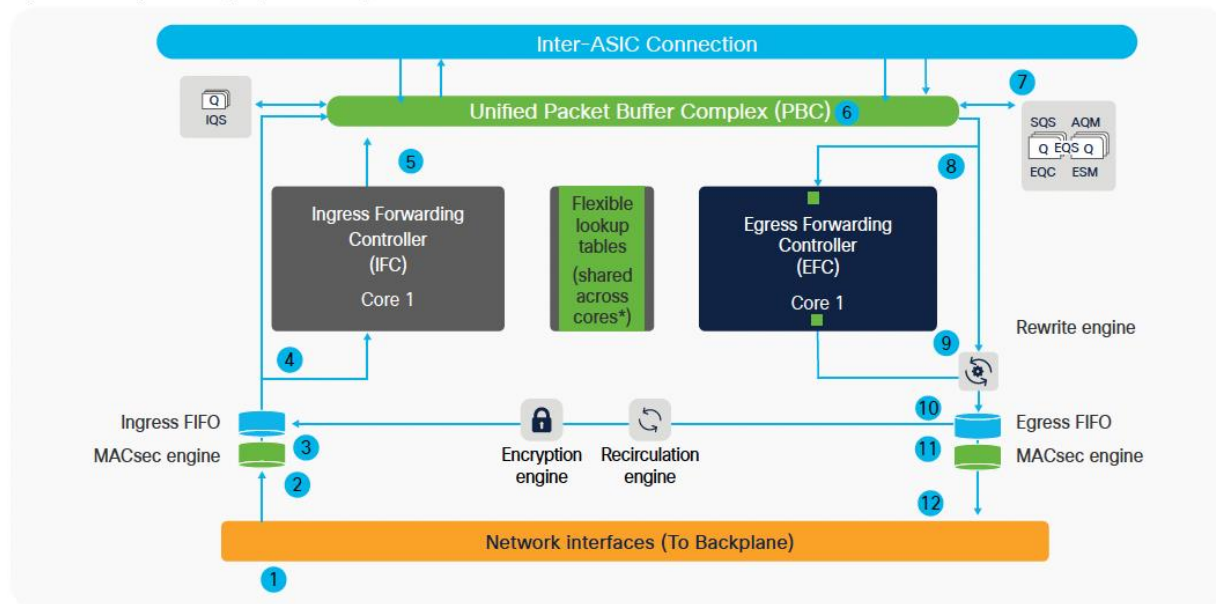 Inter-ASIC Connection
Q
IQS
Unified Packet Buffer Complex (PBC) 6
7
SQS AQM
Q EQS Q
EQC ESM
5
8
Ingress Forwarding
Controller
(IFC)
Core 1
Flexible
lookup
tables
(shared
across
cores*)
Egress Forwarding
Controller
(EFC)
Core 1
4
9
Rewrite engine
Ingress FIFO
3
MACsec engine
2
Encryption
engine
Recirculation
engine
10
Egress FIFO
11
MACsec engine
12
Network interfaces (To Backplane)
1